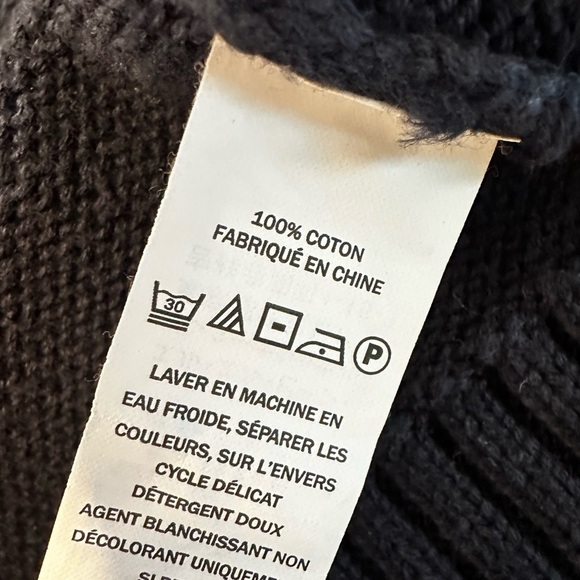 100% COTON
FABRIQUÉ EN CHINE
30 P
LAVER EN MACHINE EN
EAU FROIDE, SÉPARER LES
COULEURS, SUR L'ENVERS
CYCLE DÉLICAT
DÉTERGENT DOUX
AGENT BLANCHISSANT NON
DÉCOLORANT